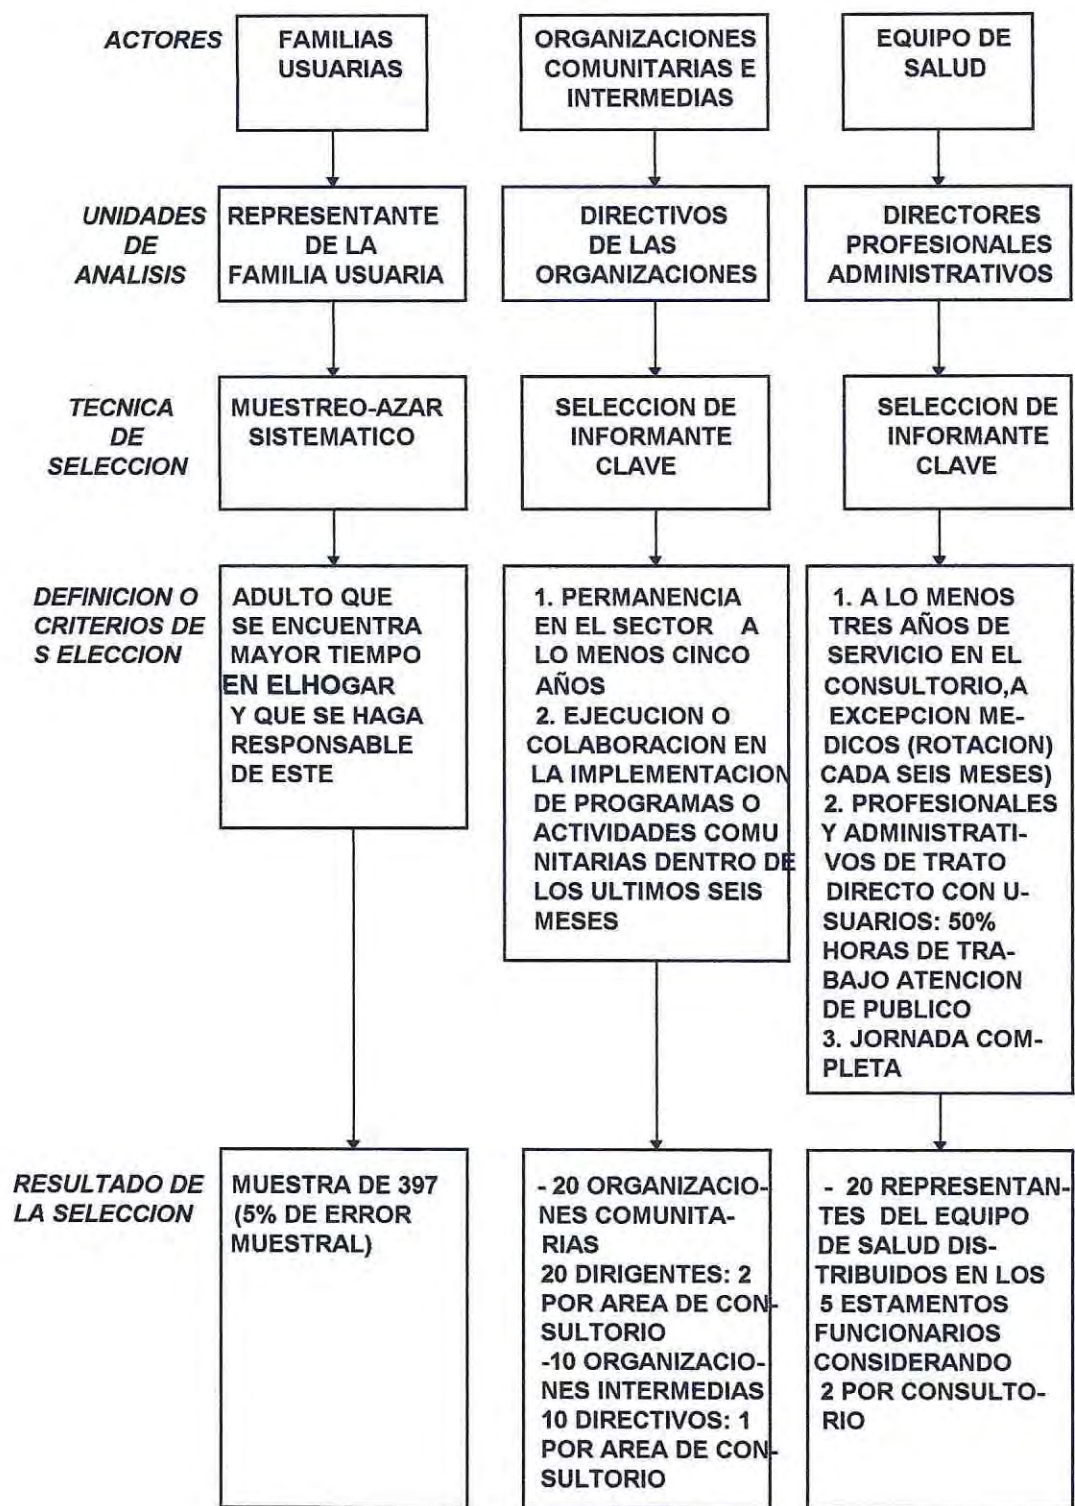 ACTORES
FAMILIAS
USUARIAS
ORGANIZACIONES
COMUNITARIAS E
INTERMEDIAS
EQUIPO DE
SALUD
UNIDADES
DE
ANALISIS
REPRESENTANTE
DE LA
FAMILIA USUARIA
DIRECTIVOS
DE LAS
ORGANIZACIONES
DIRECTORES
PROFESIONALES
ADMINISTRATIVOS
TECNICA
DE
SELECCION
MUESTREO-AZAR
SISTEMATICO
SELECCION DE
INFORMANTE
CLAVE
SELECCION DE
INFORMANTE
CLAVE
DEFINICION O
CRITERIOS DE
S ELECCION
ADULTO QUE
SE ENCUENTRA
MAYOR TIEMPO
EN ELHOGAR
Y QUE SE HAGA
RESPONSABLE
DE ESTE
1. PERMANENCIA
EN EL SECTOR A
LO MENOS CINCO
AÑOS
2. EJECUCION O
COLABORACION EN
LA IMPLEMENTACION
DE PROGRAMAS O
ACTIVIDADES COMU
NITARIAS DENTRO DE
LOS ULTIMOS SEIS
MESES
1. A LO MENOS
TRES AÑOS DE
SERVICIO EN EL
CONSULTORIO,A
EXCEPCION ME-
DICOS (ROTACION)
CADA SEIS MESES)
2. PROFESIONALES
Y ADMINISTRATI-
VOS DE TRATO
DIRECTO CON U-
SUARIOS: 50%
HORAS DE TRA-
BAJO ATENCION
DE PUBLICO
3. JORNADA COM-
PLETA
RESULTADO DE
LA SELECCION
MUESTRA DE 397
(5% DE ERROR
MUESTRAL)
- 20 ORGANIZACIO-
NES COMUNITA-
RIAS
20 DIRIGENTES: 2
POR AREA DE CON-
SULTORIO
-10 ORGANIZACIO-
NES INTERMEDIAS
10 DIRECTIVOS: 1
POR AREA DE CON-
SULTORIO
- 20 REPRESENTAN-
TES DEL EQUIPO
DE SALUD DIS-
TRIBUIDOS EN LOS
5 ESTAMENTOS
FUNCIONARIOS
CONSIDERANDO
2 POR CONSULTO-
RIO